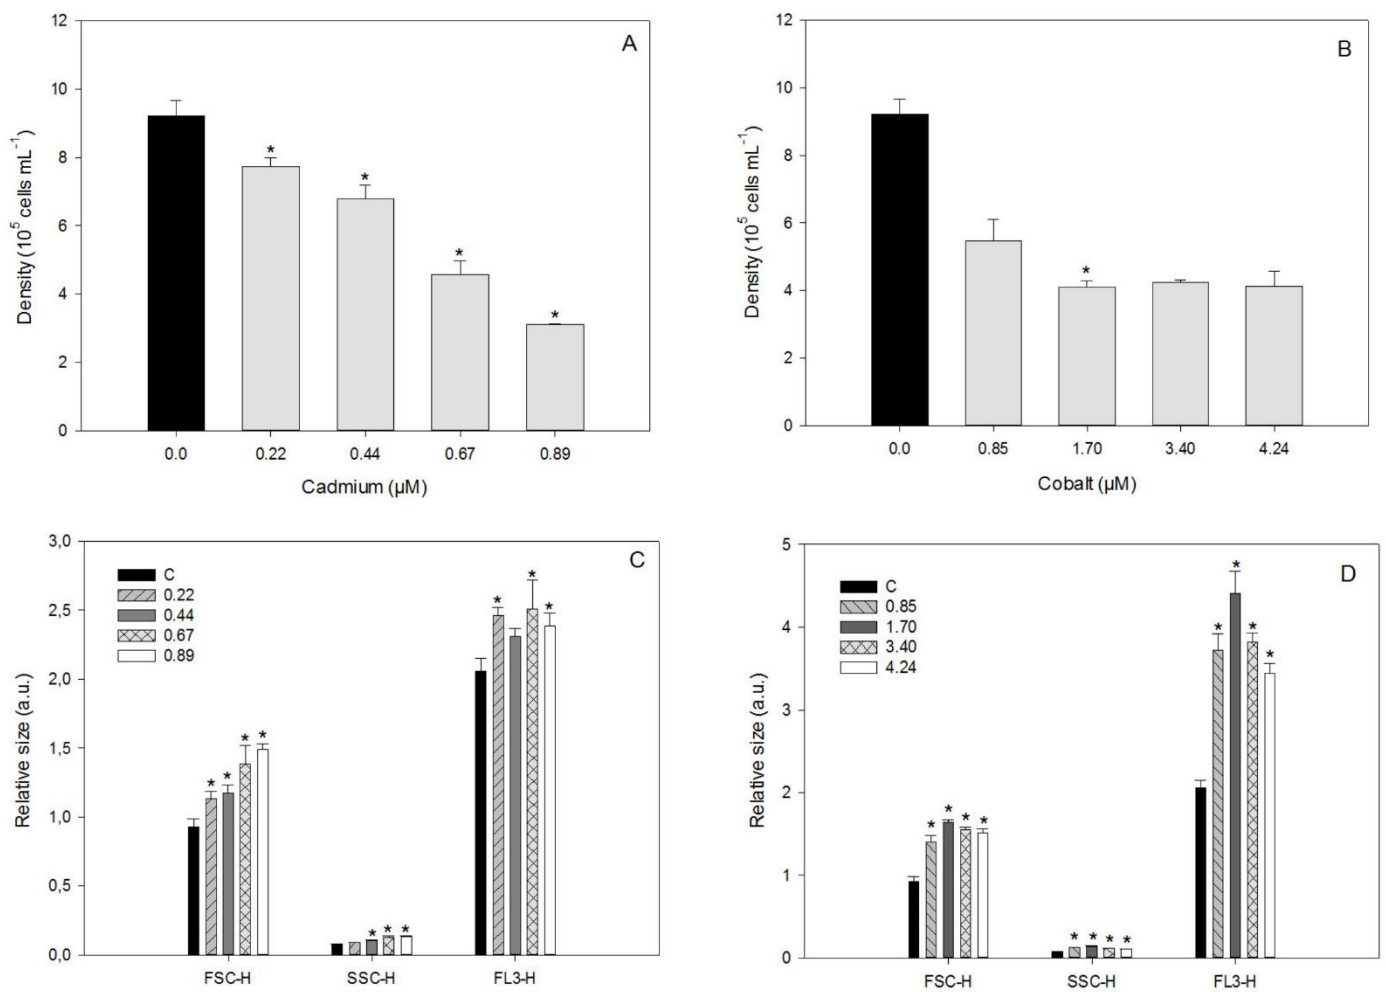 A
12
10
8
6
4
2
0
Density (10⁵ cells mL⁻¹)
* * * *
0.0 0.22 0.44 0.67 0.89
Cadmium (µM)
B
12
10
8
6
4
2
0
Density (10⁵ cells mL⁻¹)
*
0.0 0.85 1.70 3.40 4.24
Cobalt (µM)
C
3,0
2,5
2,0
1,5
1,0
0,5
0,0
Relative size (a.u.)
C
0.22
0.44
0.67
0.89
* * * *
* * *
* * *
FSC-H SSC-H FL3-H
D
5
4
3
2
1
0
Relative size (a.u.)
C
0.85
1.70
3.40
4.24
* * * *
* * * *
* * * *
FSC-H SSC-H FL3-H